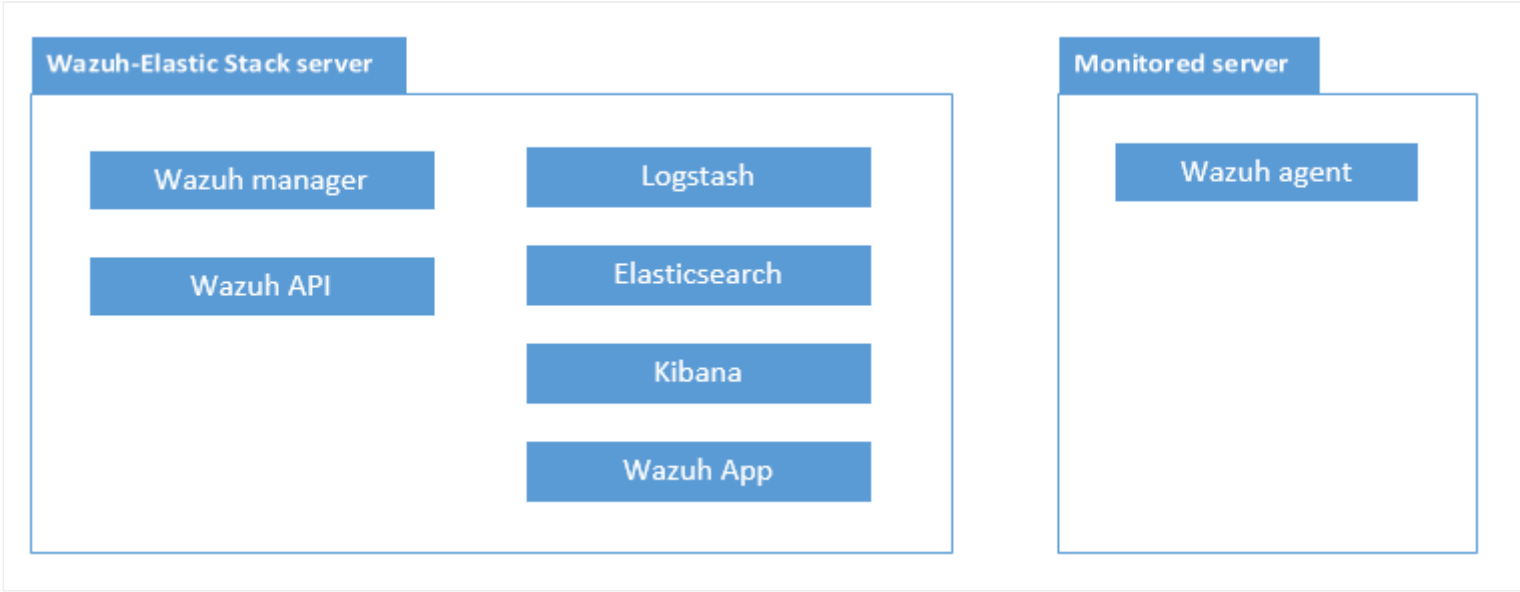 Wazuh-Elastic Stack server
Wazuh manager
Wazuh API
Logstash
Elasticsearch
Kibana
Wazuh App
Monitored server
Wazuh agent